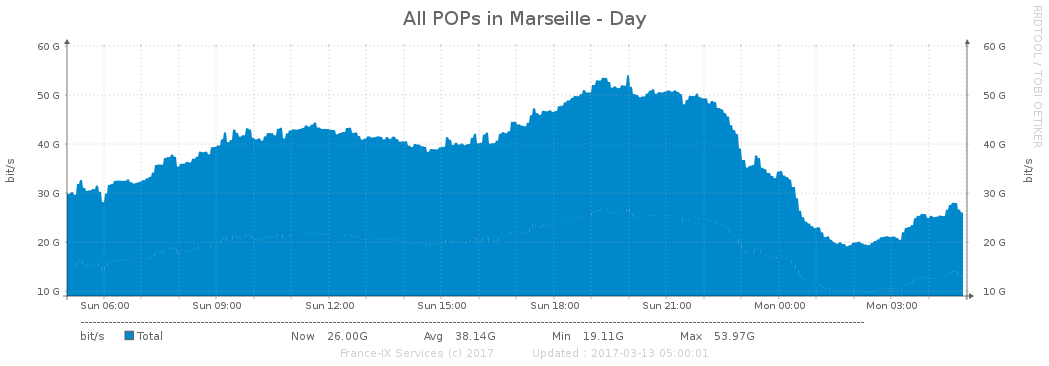 All POPs in Marseille - Day
RRDTOOL / TOBI OETIKER
60 G 60 G
50 G 50 G
40 G 40 G
30 G 30 G
20 G 20 G
10 G 10 G
bit/s
bit/s
Sun 06:00 Sun 09:00 Sun 12:00 Sun 15:00 Sun 18:00 Sun 21:00 Mon 00:00 Mon 03:00
bit/s Total Now 26.00G Avg 38.14G Min 19.11G Max 53.97G
France-IX Services (c) 2017 Updated : 2017-03-13 05:00:01